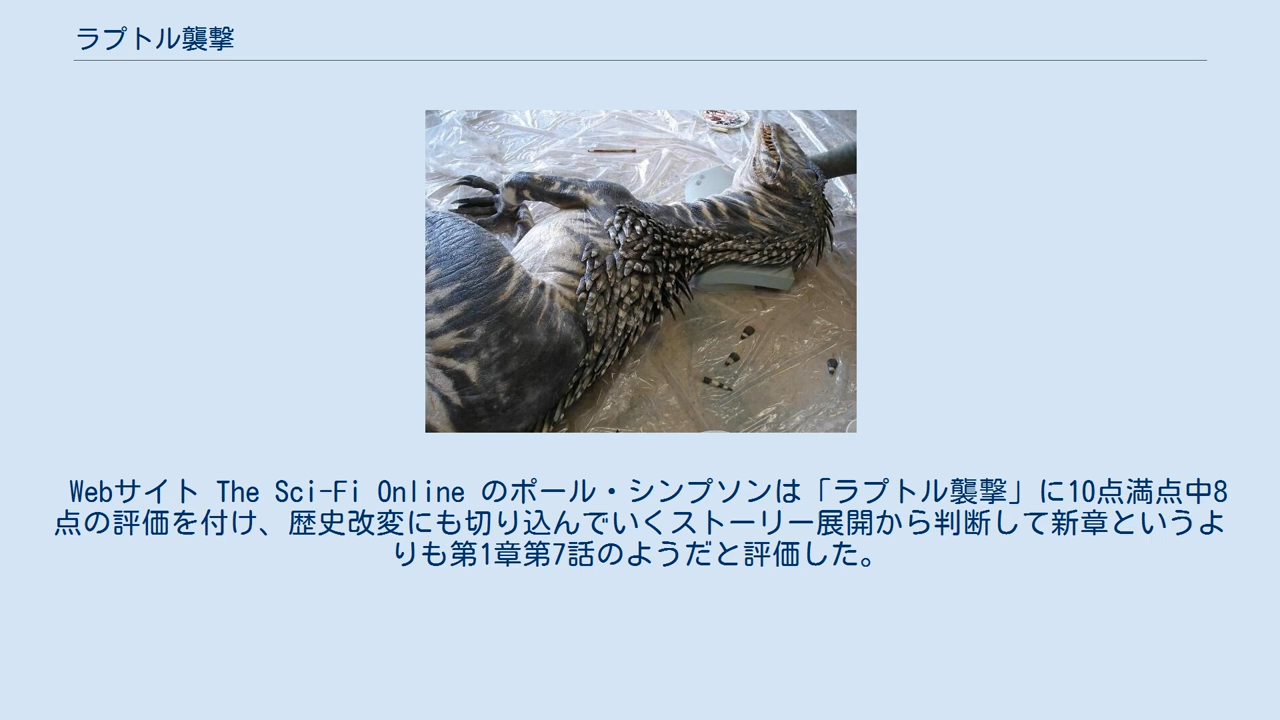 ラプトル襲撃
Webサイト The Sci-Fi Online のポール・シンプソンは「ラプトル襲撃」に10点満点中8
点の評価を付け、歴史改変にも切り込んでいくストーリー展開から判断して新章というよ
りも第1章第7話のようだと評価した。